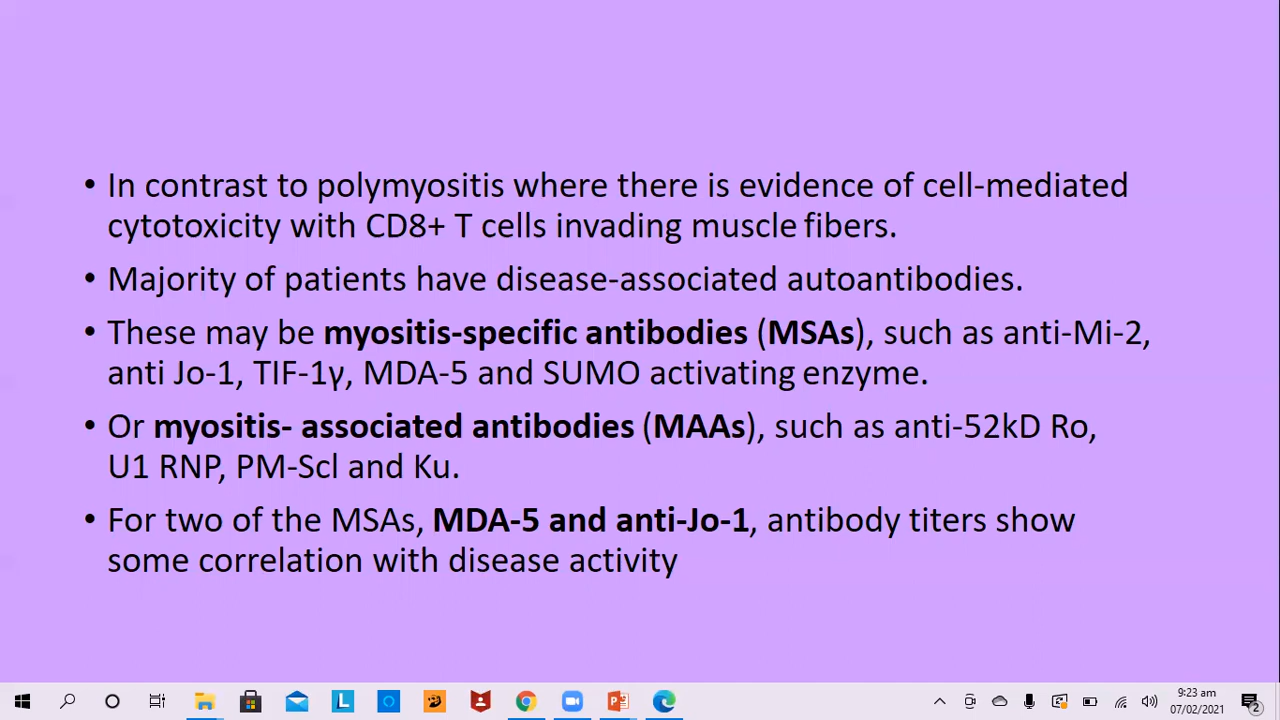 • In contrast to polymyositis where there is evidence of cell-mediated
cytotoxicity with CD8+ T cells invading muscle fibers.
• Majority of patients have disease-associated autoantibodies.
• These may be myositis-specific antibodies (MSAs), such as anti-Mi-2,
anti Jo-1, TIF-1γ, MDA-5 and SUMO activating enzyme.
• Or myositis- associated antibodies (MAAs), such as anti-52kD Ro,
U1 RNP, PM-Scl and Ku.
• For two of the MSAs, MDA-5 and anti-Jo-1, antibody titers show
some correlation with disease activity
L
9:23 am
07/02/2021
2